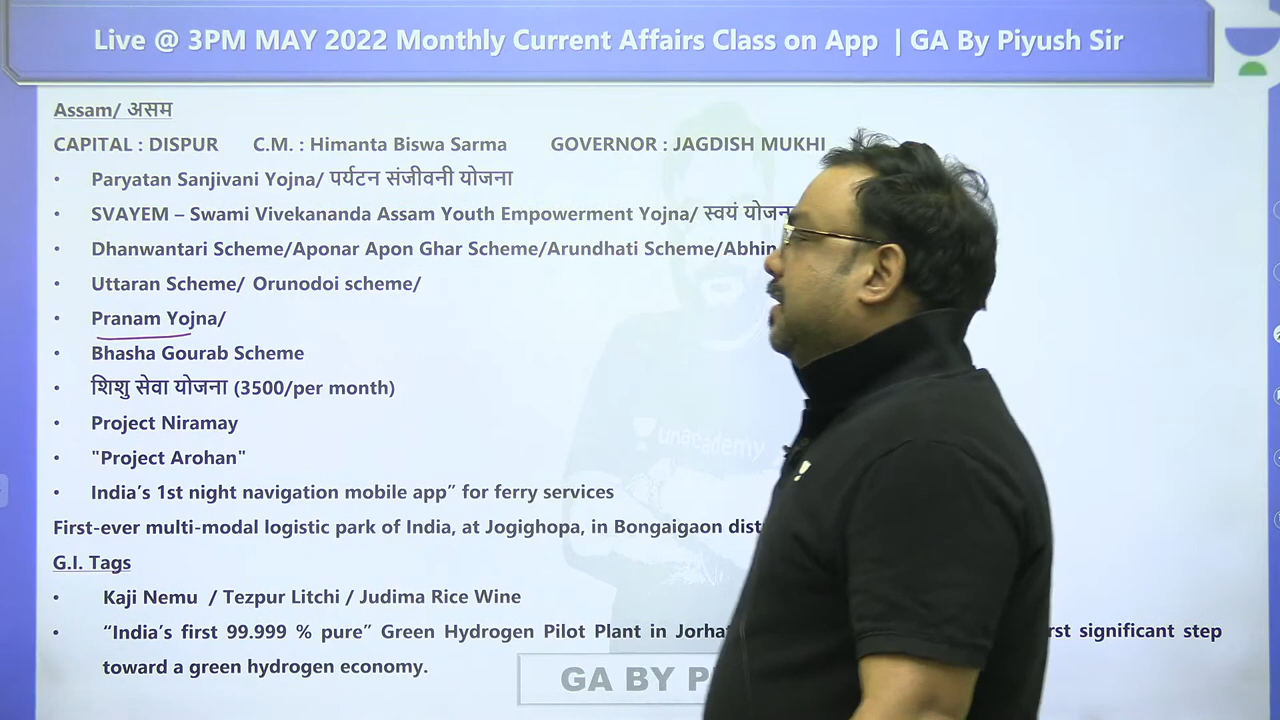 Live @ 3PM MAY 2022 Monthly Current Affairs Class on App | GA By Piyush Sir
Assam/ असम
CAPITAL : DISPUR C.M. : Himanta Biswa Sarma GOVERNOR : JAGDISH MUKHI
• Paryatan Sanjivani Yojna/ पर्यटन संजीवनी योजना
• SVAYEM – Swami Vivekananda Assam Youth Empowerment Yojna/ स्वयं
• Dhanwantari Scheme/Aponar Apon Ghar Scheme/Arundhati Scheme/
• Uttaran Scheme/ Orunodoi scheme/
• Pranam Yojna/
• Bhasha Gourab Scheme
• शिशु सेवा योजना (3500/per month)
• Project Niramay
• "Project Arohan"
• India’s 1st night navigation mobile app” for ferry services
First-ever multi-modal logistic park of India, at Jogighopa, in Bongaigaon
G.I. Tags
• Kaji Nemu / Tezpur Litchi / Judima Rice Wine
• “India’s first 99.999 % pure” Green Hydrogen Pilot Plant in significant step
toward a green hydrogen economy.
unacademy
GA BY